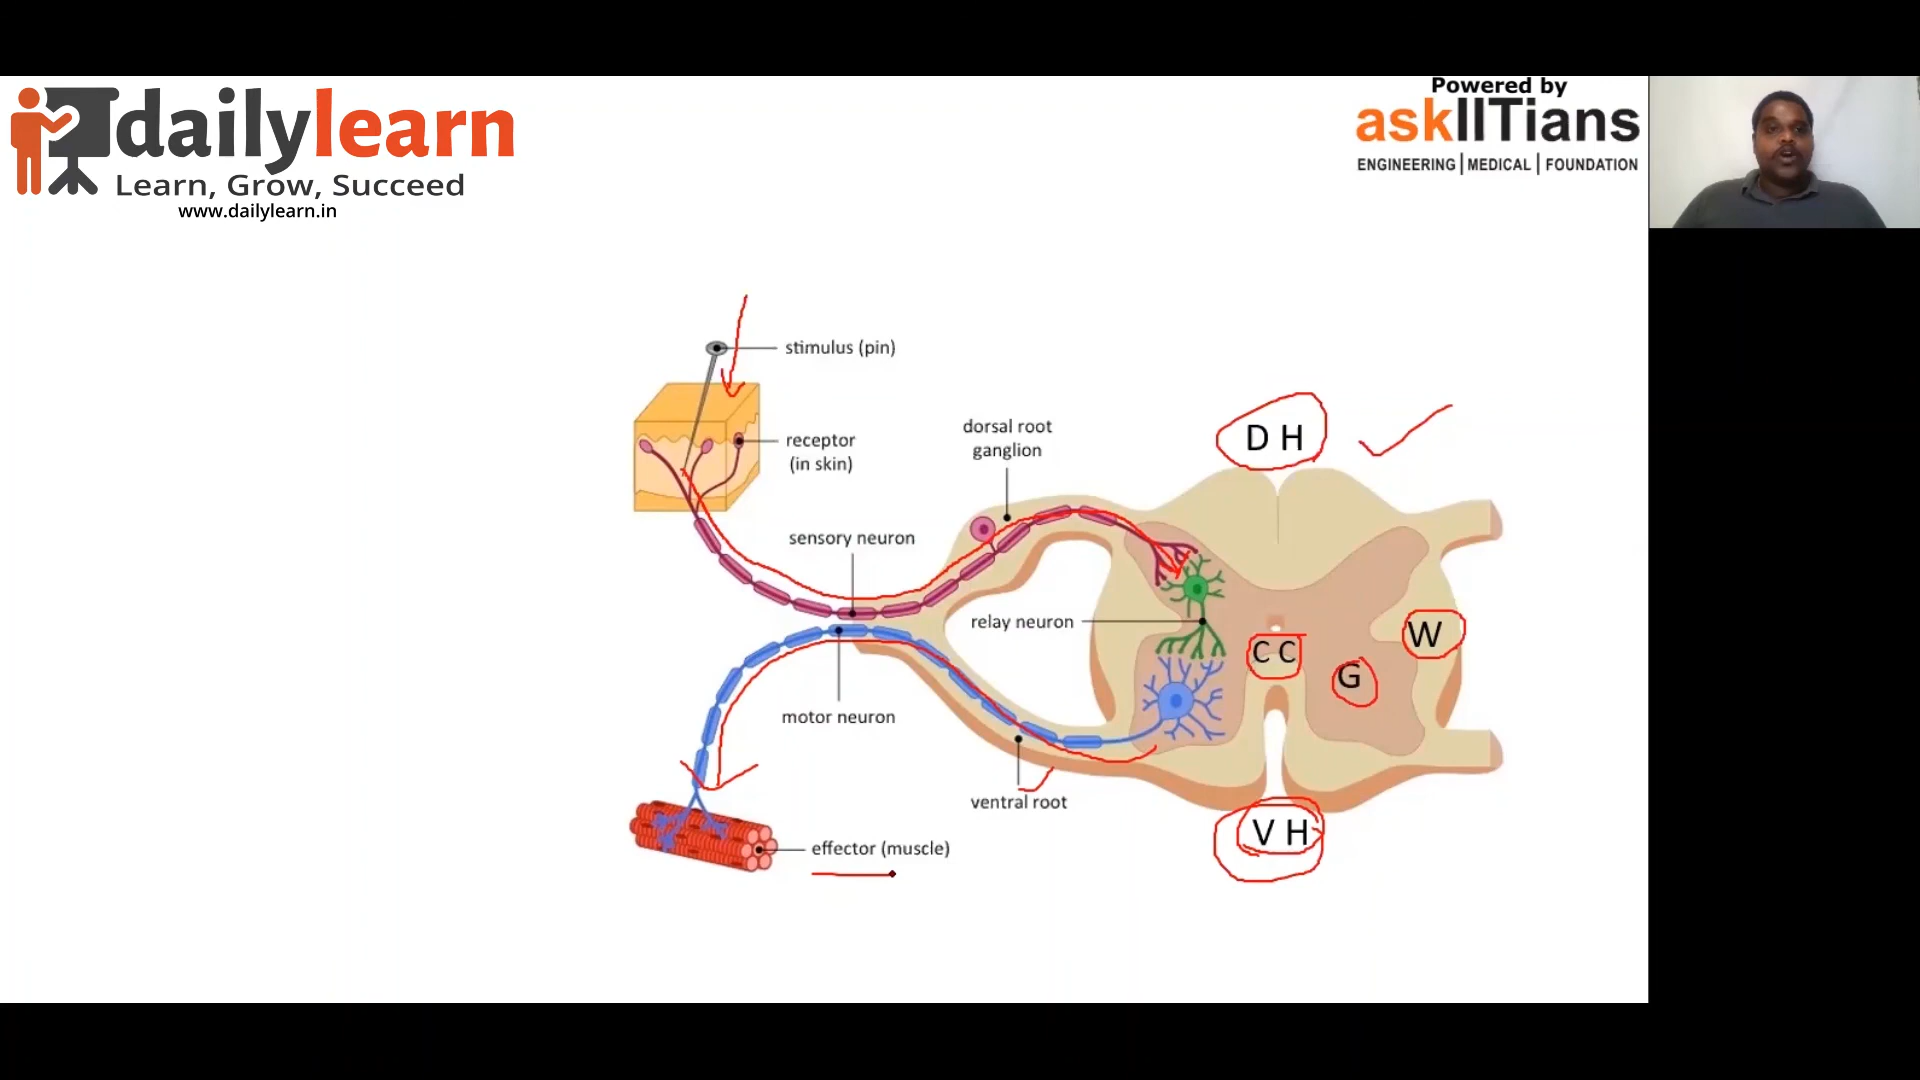 dailylearn
Learn, Grow, Succeed
www.dailylearn.in
Powered by
askIITians
ENGINEERING | MEDICAL | FOUNDATION
stimulus (pin)
receptor
(in skin)
dorsal root
ganglion
D H
sensory neuron
relay neuron
W
C C
G
motor neuron
ventral root
V H
effector (muscle)